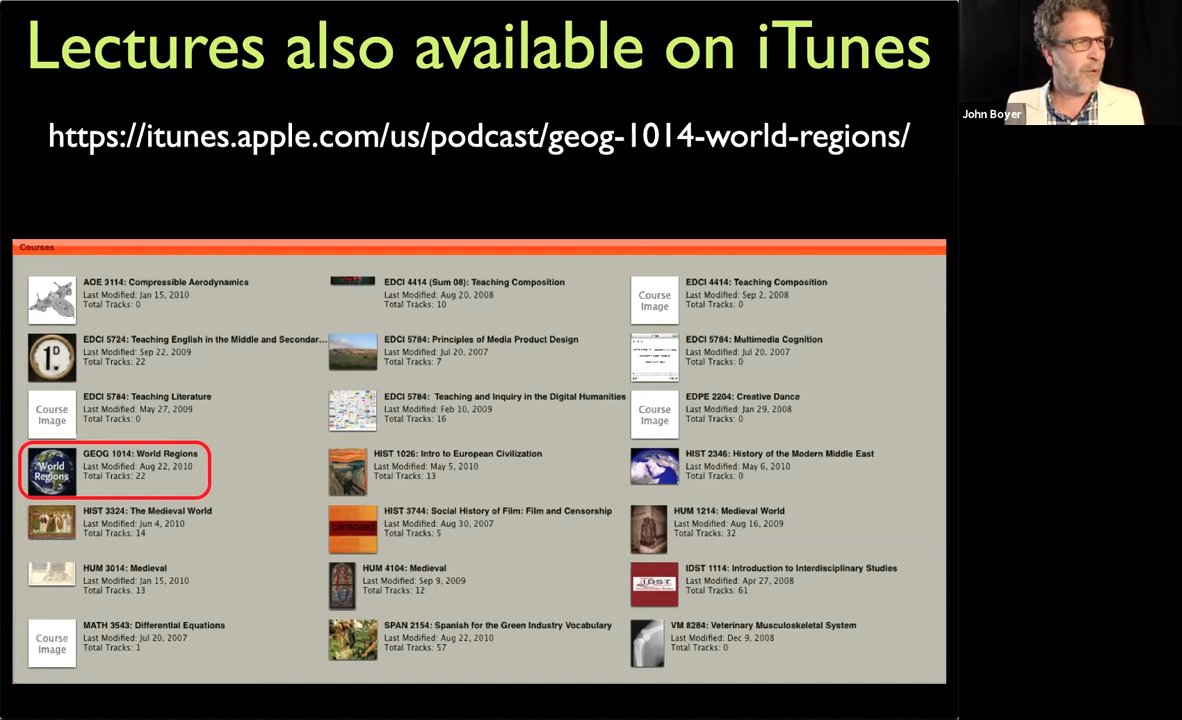 Lectures also available on iTunes
John Boyer
https://itunes.apple.com/us/podcast/geog-1014-world-regions/
Courses
AOE 3114: Compressible Aerodynamics
Last Modified: Jan 15, 2010
Total Tracks: 0
EDCI 4414 (Sum 08): Teaching Composition
Last Modified: Aug 20, 2008
Total Tracks: 10
Course
Image
EDCI 4414: Teaching Composition
Last Modified: Sep 2, 2008
Total Tracks: 0
1.D
EDCI 5724: Teaching English in the Middle and Secondar...
Last Modified: Sep 22, 2009
Total Tracks: 22
EDCI 5784: Principles of Media Product Design
Last Modified: Jul 20, 2007
Total Tracks: 7
EDCI 5784: Multimedia Cognition
Last Modified: Jul 20, 2007
Total Tracks: 0
Course
Image
EDCI 5784: Teaching Literature
Last Modified: May 27, 2009
Total Tracks: 0
EDCI 5784: Teaching and Inquiry in the Digital Humanities
Last Modified: Feb 10, 2009
Total Tracks: 16
Course
Image
EDPE 2204: Creative Dance
Last Modified: Jan 29, 2008
Total Tracks: 0
World
Regions
GEOG 1014: World Regions
Last Modified: Aug 22, 2010
Total Tracks: 22
HIST 1026: Intro to European Civilization
Last Modified: May 5, 2010
Total Tracks: 13
HIST 2346: History of the Modern Middle East
Last Modified: May 6, 2010
Total Tracks: 0
HIST 3324: The Medieval World
Last Modified: Jun 4, 2010
Total Tracks: 14
censored
HIST 3744: Social History of Film: Film and Censorship
Last Modified: Aug 30, 2007
Total Tracks: 5
HUM 1214: Medieval World
Last Modified: Aug 16, 2009
Total Tracks: 32
HUM 3014: Medieval
Last Modified: Jan 15, 2010
Total Tracks: 13
HUM 4104: Medieval
Last Modified: Sep 9, 2009
Total Tracks: 12
IDST
IDST 1114: Introduction to Interdisciplinary Studies
Last Modified: Apr 27, 2008
Total Tracks: 61
Course
Image
MATH 3543: Differential Equations
Last Modified: Jul 20, 2007
Total Tracks: 1
SPAN 2154: Spanish for the Green Industry Vocabulary
Last Modified: Aug 22, 2010
Total Tracks: 57
VM 8284: Veterinary Musculoskeletal System
Last Modified: Dec 9, 2008
Total Tracks: 0